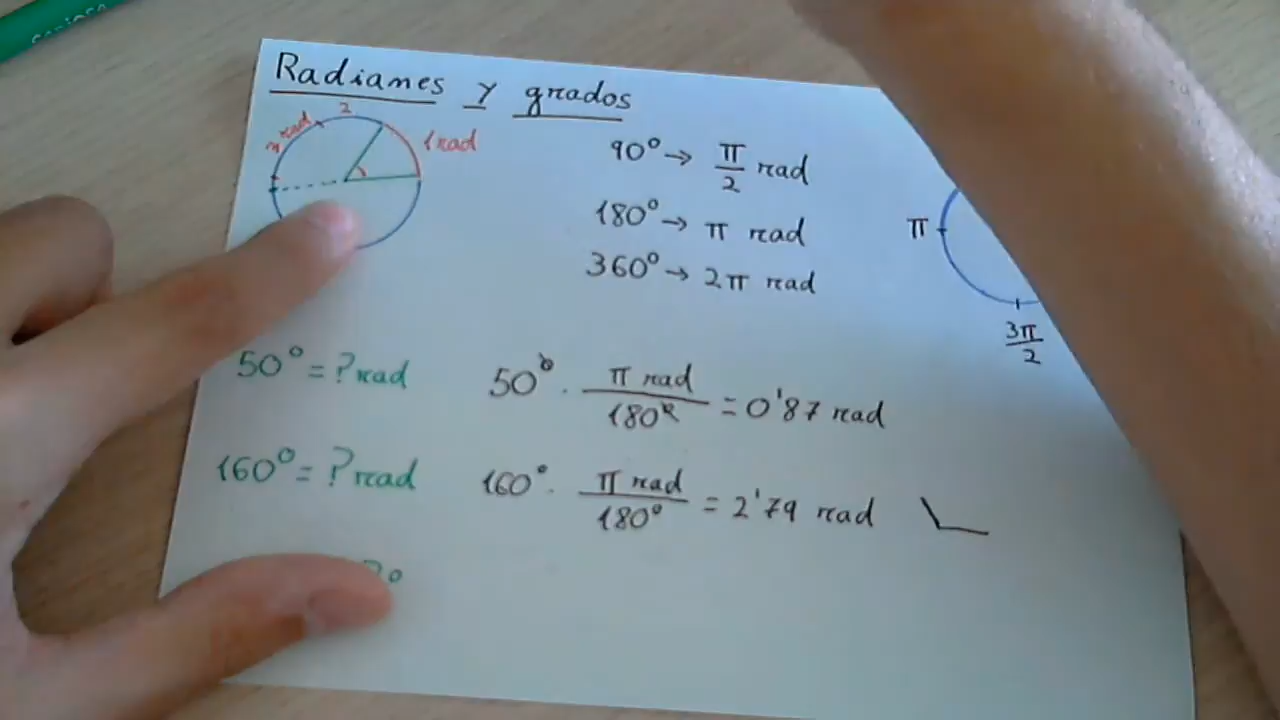 Carioca
Radianes y grados
3 rad
2
1 rad
90° → π/2 rad
180° → π rad
360° → 2π rad
π
3π/2
50° = ? rad
50° · π rad/180° = 0'87 rad
160° = ? rad
160° · π rad/180° = 2'79 rad